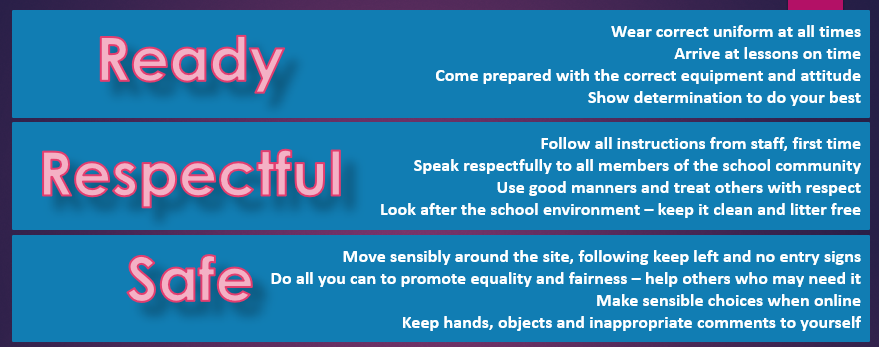 Ready
Wear correct uniform at all times
Arrive at lessons on time
Come prepared with the correct equipment and attitude
Show determination to do your best
Respectful
Follow all instructions from staff, first time
Speak respectfully to all members of the school community
Use good manners and treat others with respect
Look after the school environment – keep it clean and litter free
Safe
Move sensibly around the site, following keep left and no entry signs
Do all you can to promote equality and fairness – help others who may need it
Make sensible choices when online
Keep hands, objects and inappropriate comments to yourself